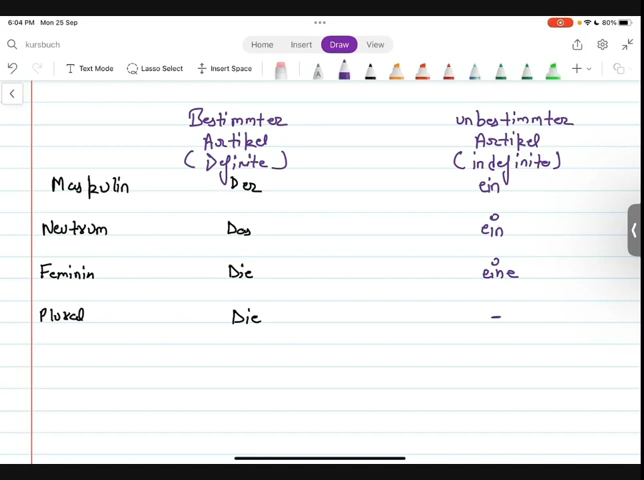 6:04 PM Mon 25 Sep
80%
kursbuch
Home Insert Draw View
Text Mode Lasso Select Insert Space
Bestimmter unbestimmter
Artikel Artikel
(Definite) (indefinite)
Maskulin Der ein
Neutrum Das ein
Feminin Die eine
Plural Die -